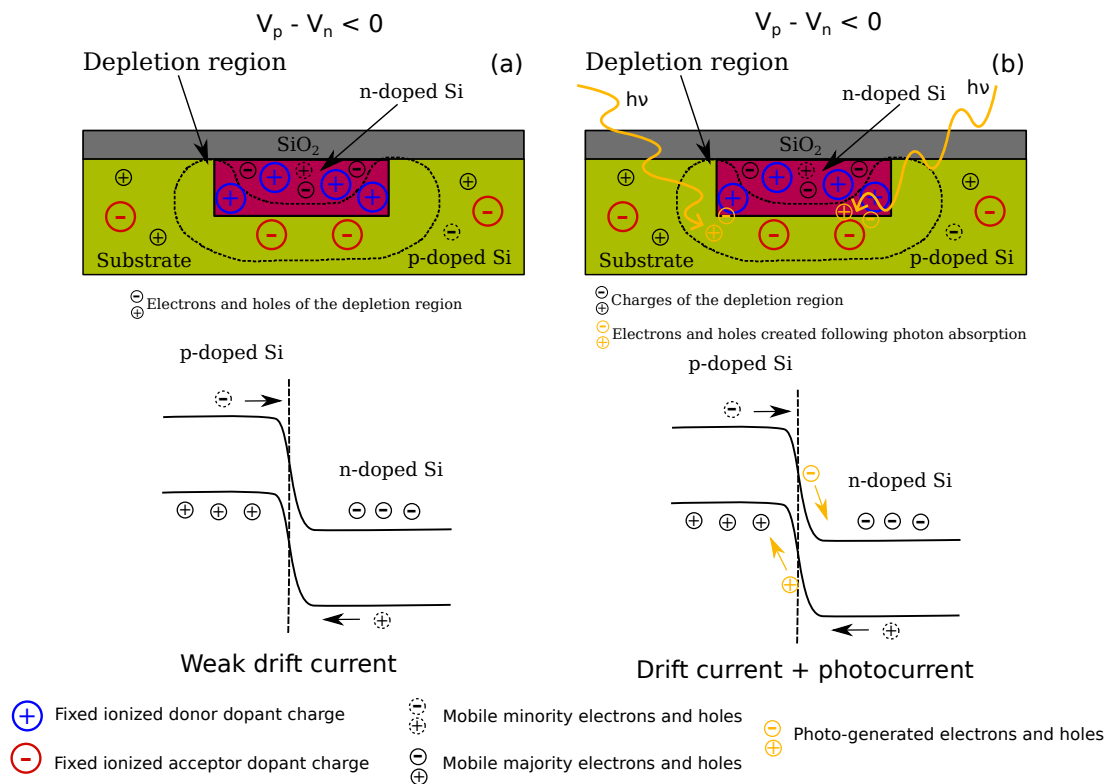 V_p - V_n < 0
Depletion region
(a)
n-doped Si
SiO₂
Substrate
p-doped Si
Electrons and holes of the depletion region
p-doped Si
n-doped Si
Weak drift current
V_p - V_n < 0
Depletion region
(b)
hν
n-doped Si
hν
SiO₂
Substrate
p-doped Si
Charges of the depletion region
Electrons and holes created following photon absorption
p-doped Si
n-doped Si
Drift current + photocurrent
Fixed ionized donor dopant charge
Fixed ionized acceptor dopant charge
Mobile minority electrons and holes
Mobile majority electrons and holes
Photo-generated electrons and holes